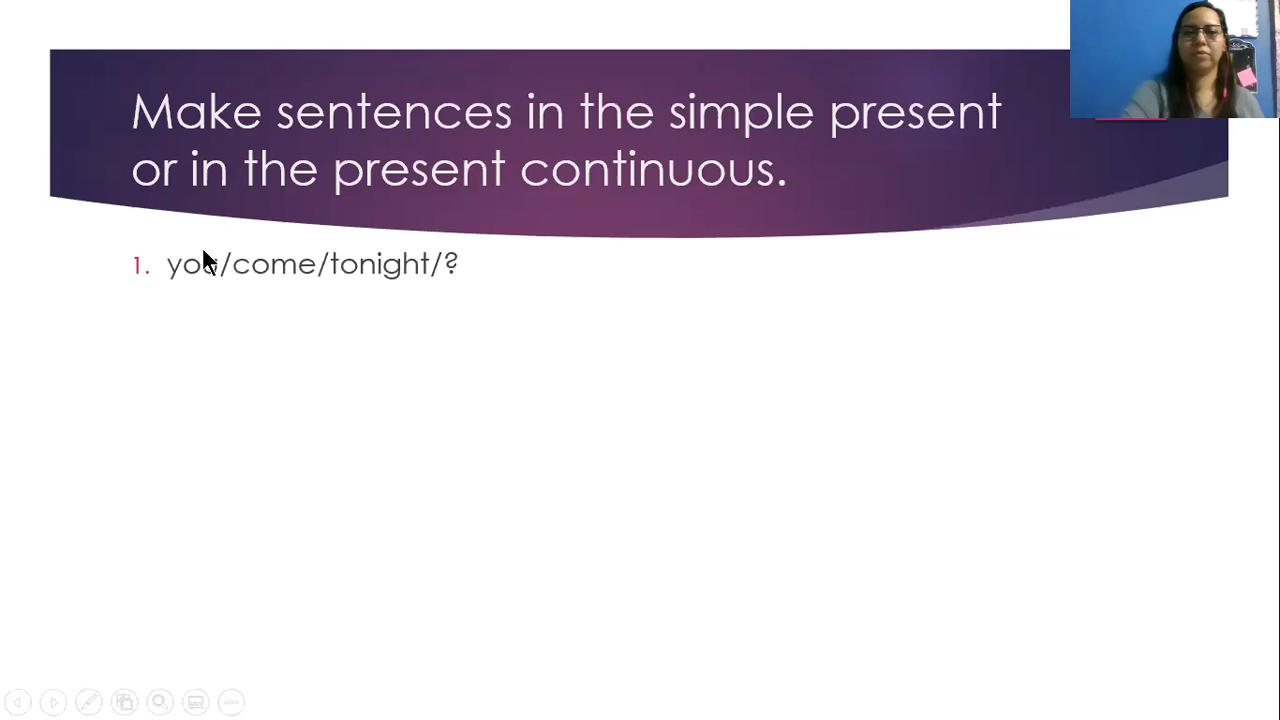 Make sentences in the simple present
or in the present continuous.
1. you/come/tonight/?